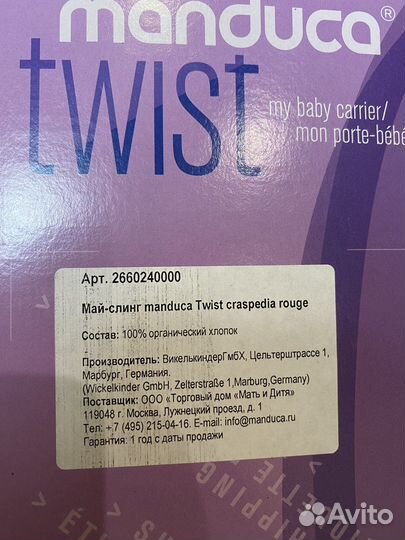 manduca®
twist
my baby carrier/
mon porte-bébé
Арт. 2660240000
Май-слинг manduca Twist craspedia rouge
Состав: 100% органический хлопок
Производитель: ВикелькиндерГмбХ, Цельтерштрассе 1,
Марбург, Германия.
(Wickelkinder GmbH, Zelterstraße 1,Marburg,Germany)
Поставщик: ООО «Торговый дом «Мать и Дитя»
119048 г. Москва, Лужнецкий проезд, д. 1
Тел: +7 (495) 215-04-16. E-mail: info@manduca.ru
Гарантия: 1 год с даты продажи
SHIPPING
Avito